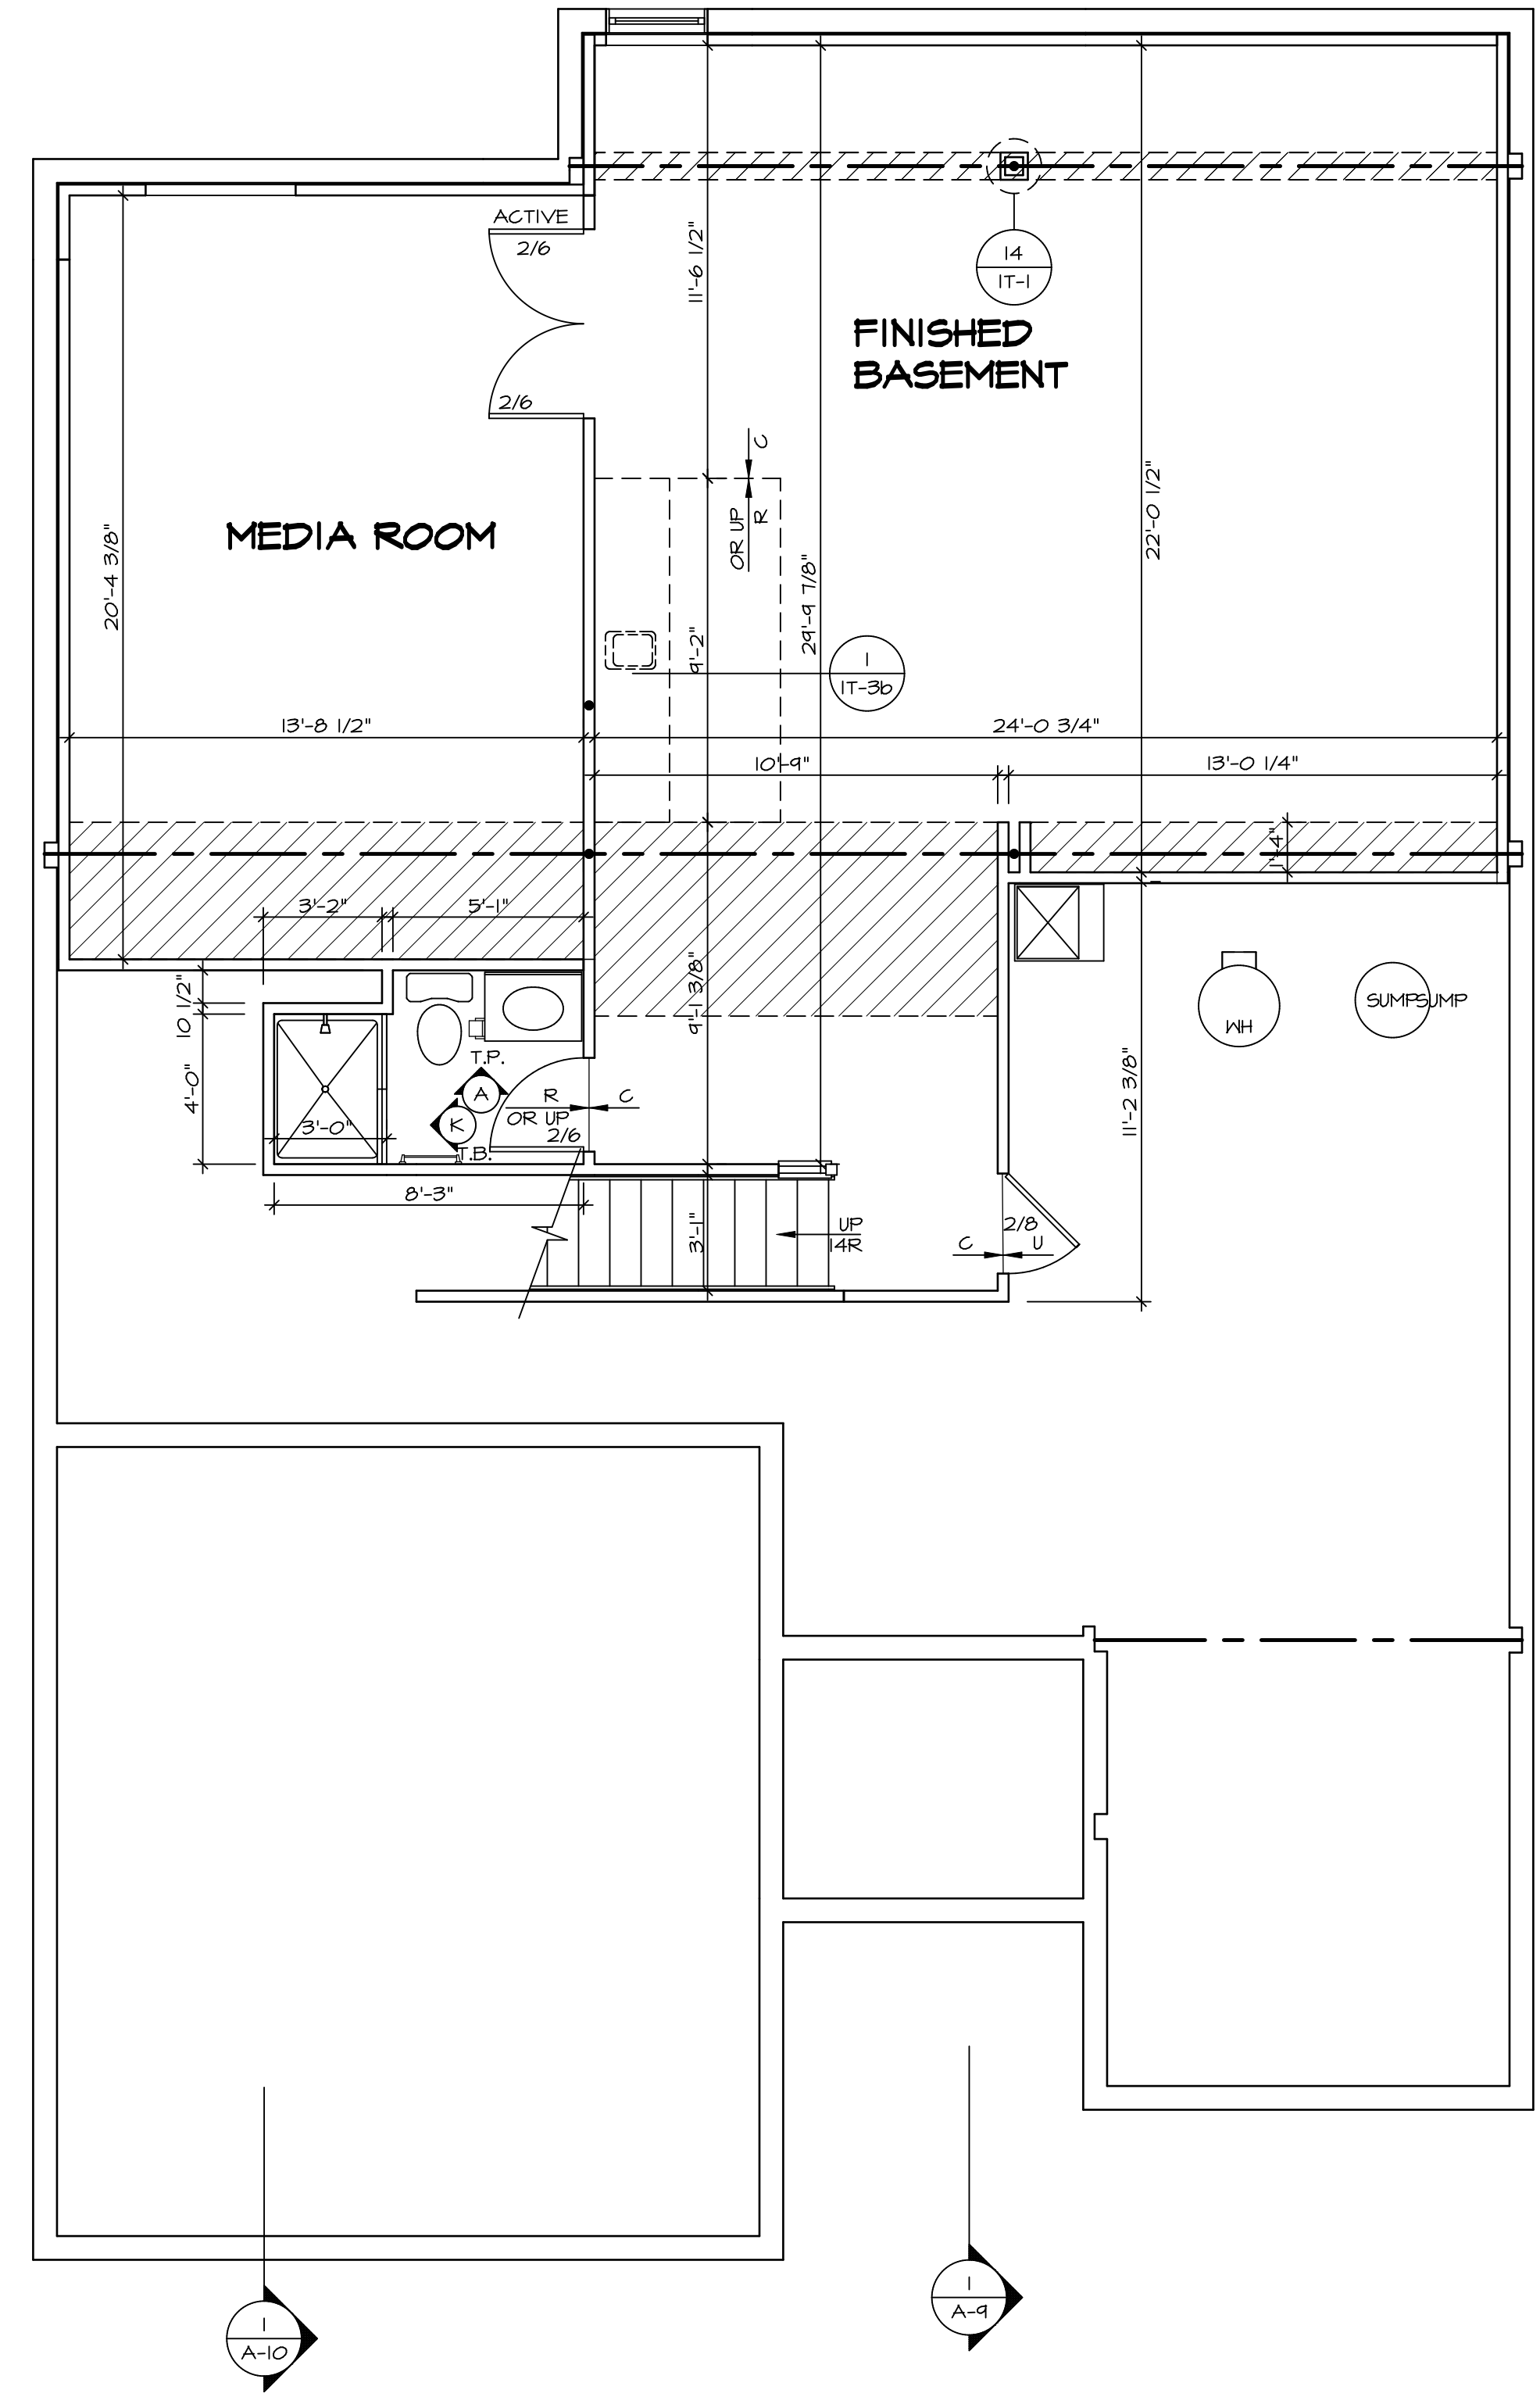 ACTIVE
2/6
11'-6 1/2"
14
1T-1
FINISHED
BASEMENT
2/6
C
OR UP
R
22'-0 1/2"
MEDIA ROOM
20'-4 3/8"
29'-9 7/8"
9'-2"
1
1T-3b
13'-8 1/2"
24'-0 3/4"
10'-9"
13'-0 1/4"
1'-4"
3'-2"
5'-1"
10 1/2"
9'-1 3/8"
SUMP
SUMP
WH
T.P.
4'-0"
A
R
C
OR UP
K
3'-0"
2/6
T.B.
11'-2 3/8"
8'-3"
3'-1"
UP
14R
2/8
C
U
1
A-9
1
A-10